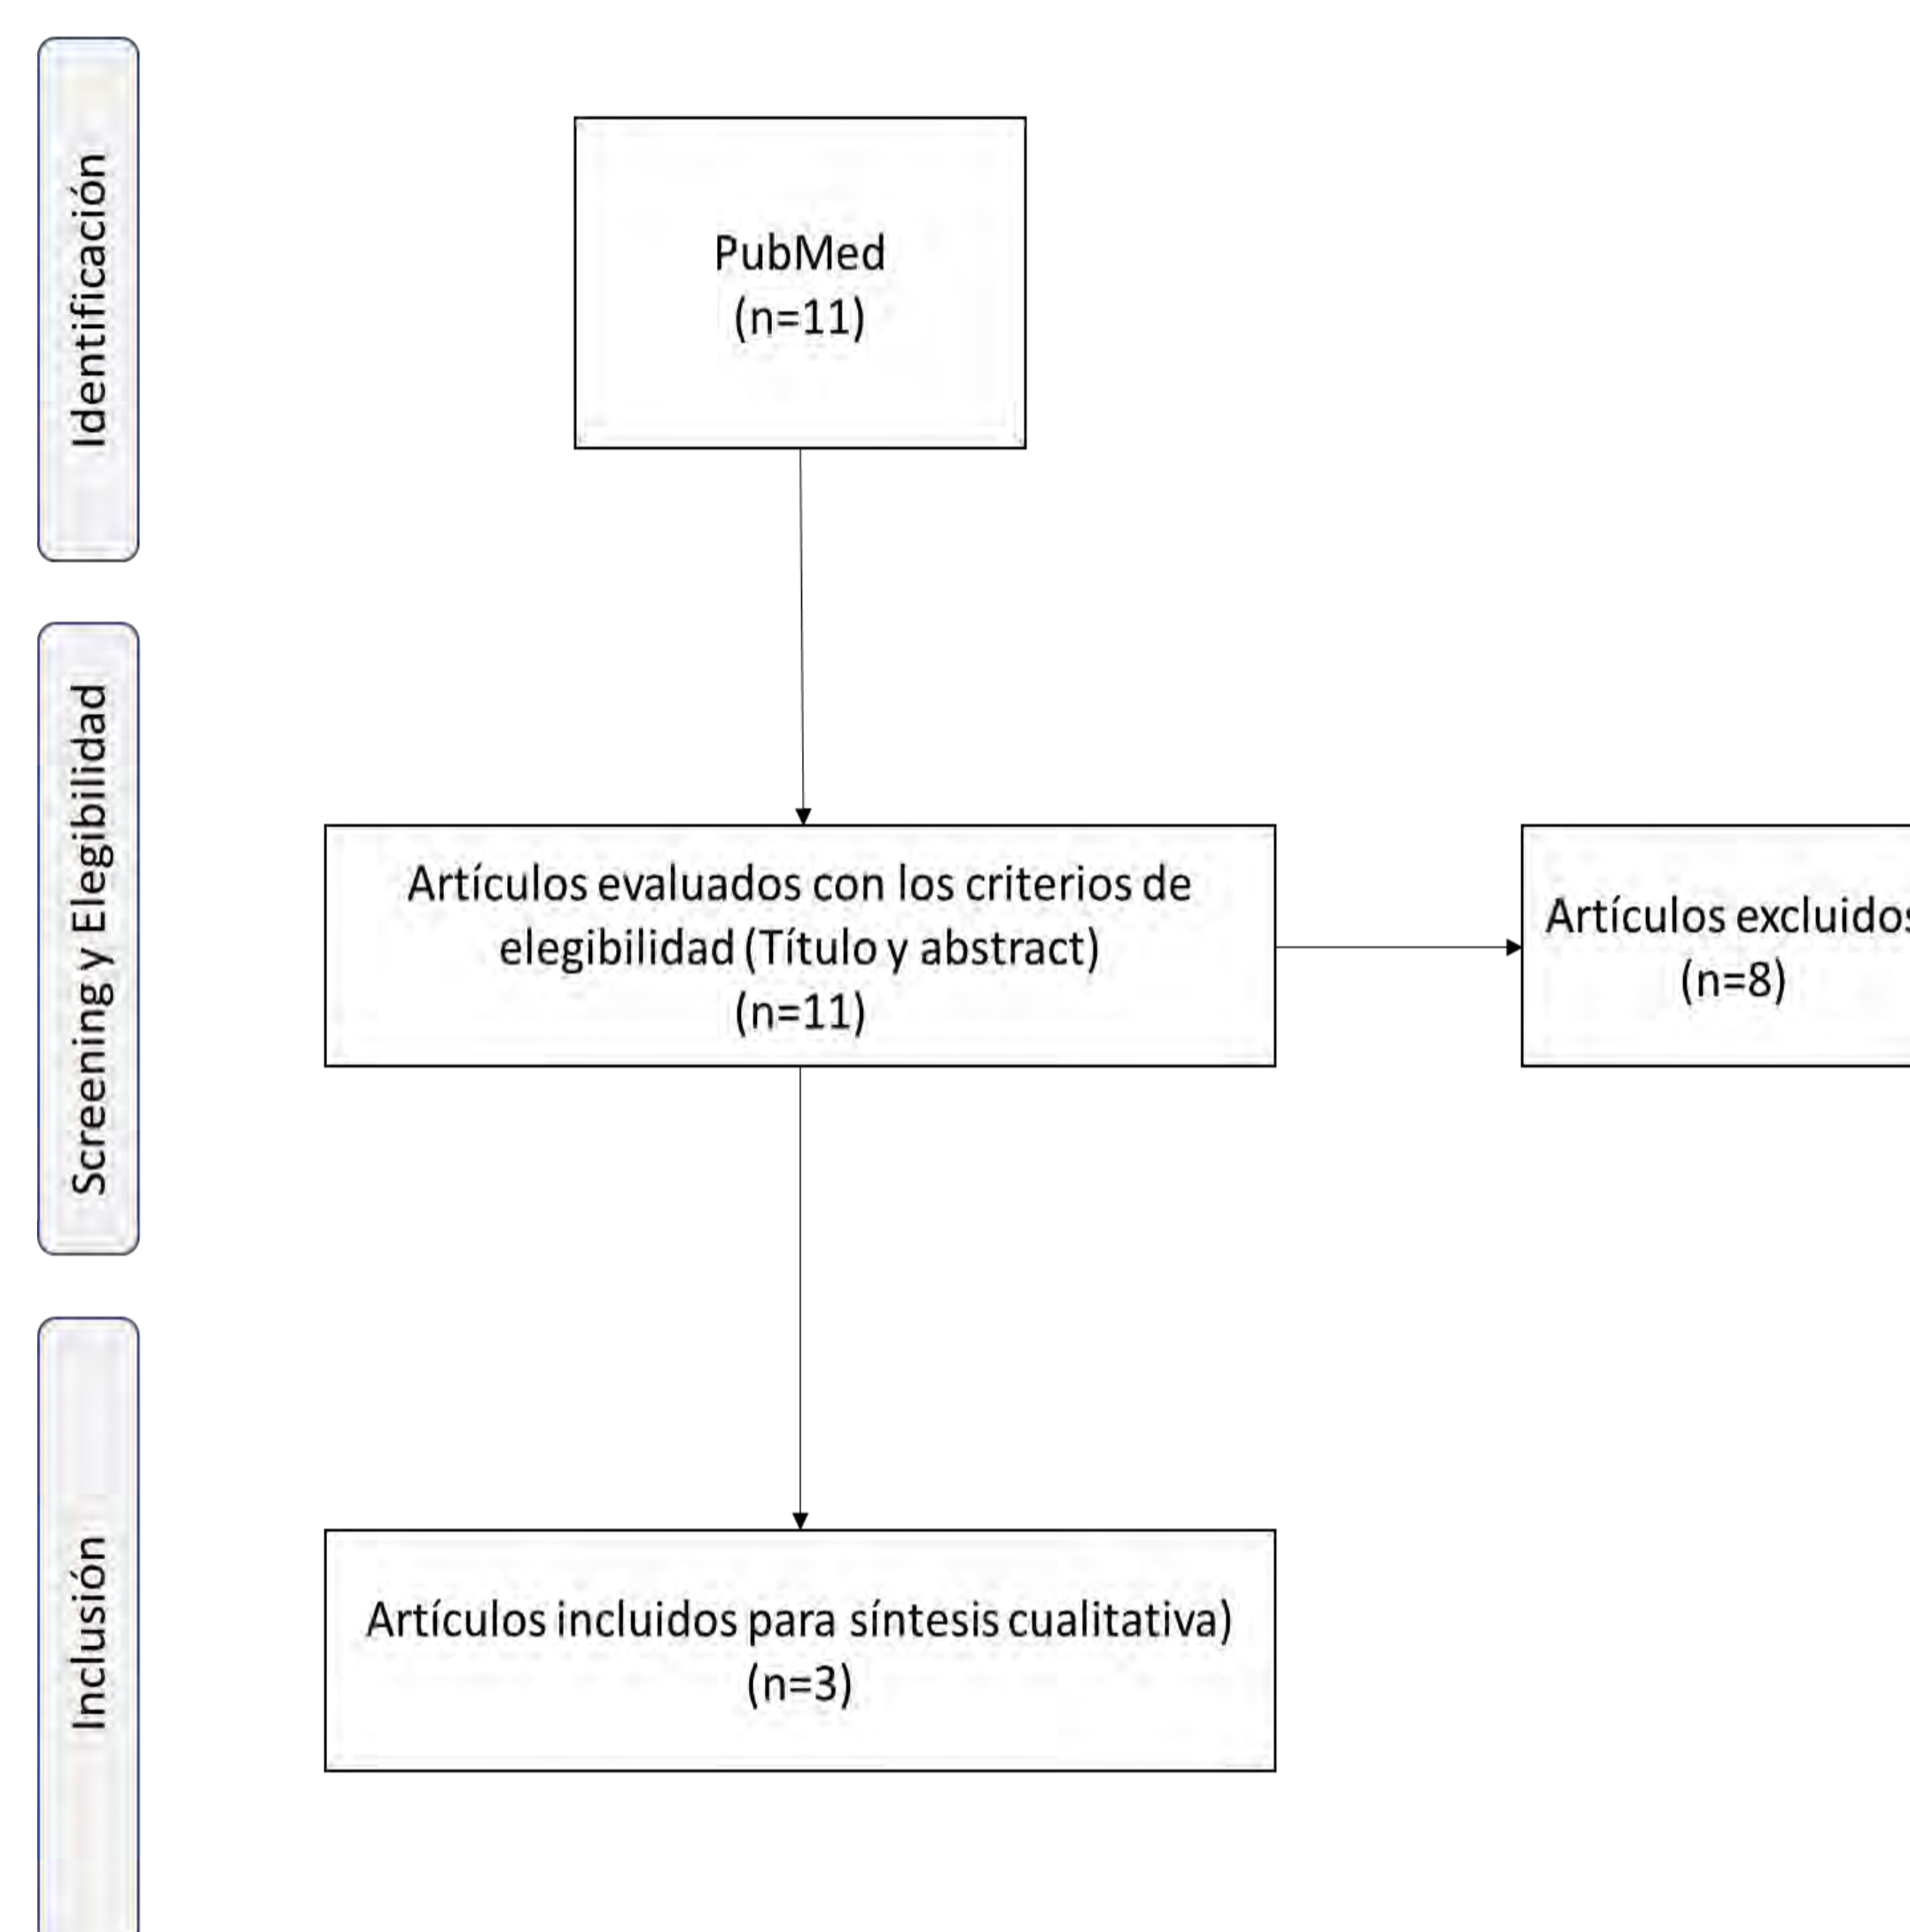 Identificación
PubMed
(n=11)
Screening y Elegibilidad
Artículos evaluados con los criterios de
elegibilidad (Título y abstract)
(n=11)
Artículos excluidos
(n=8)
Inclusión
Artículos incluidos para síntesis cualitativa)
(n=3)